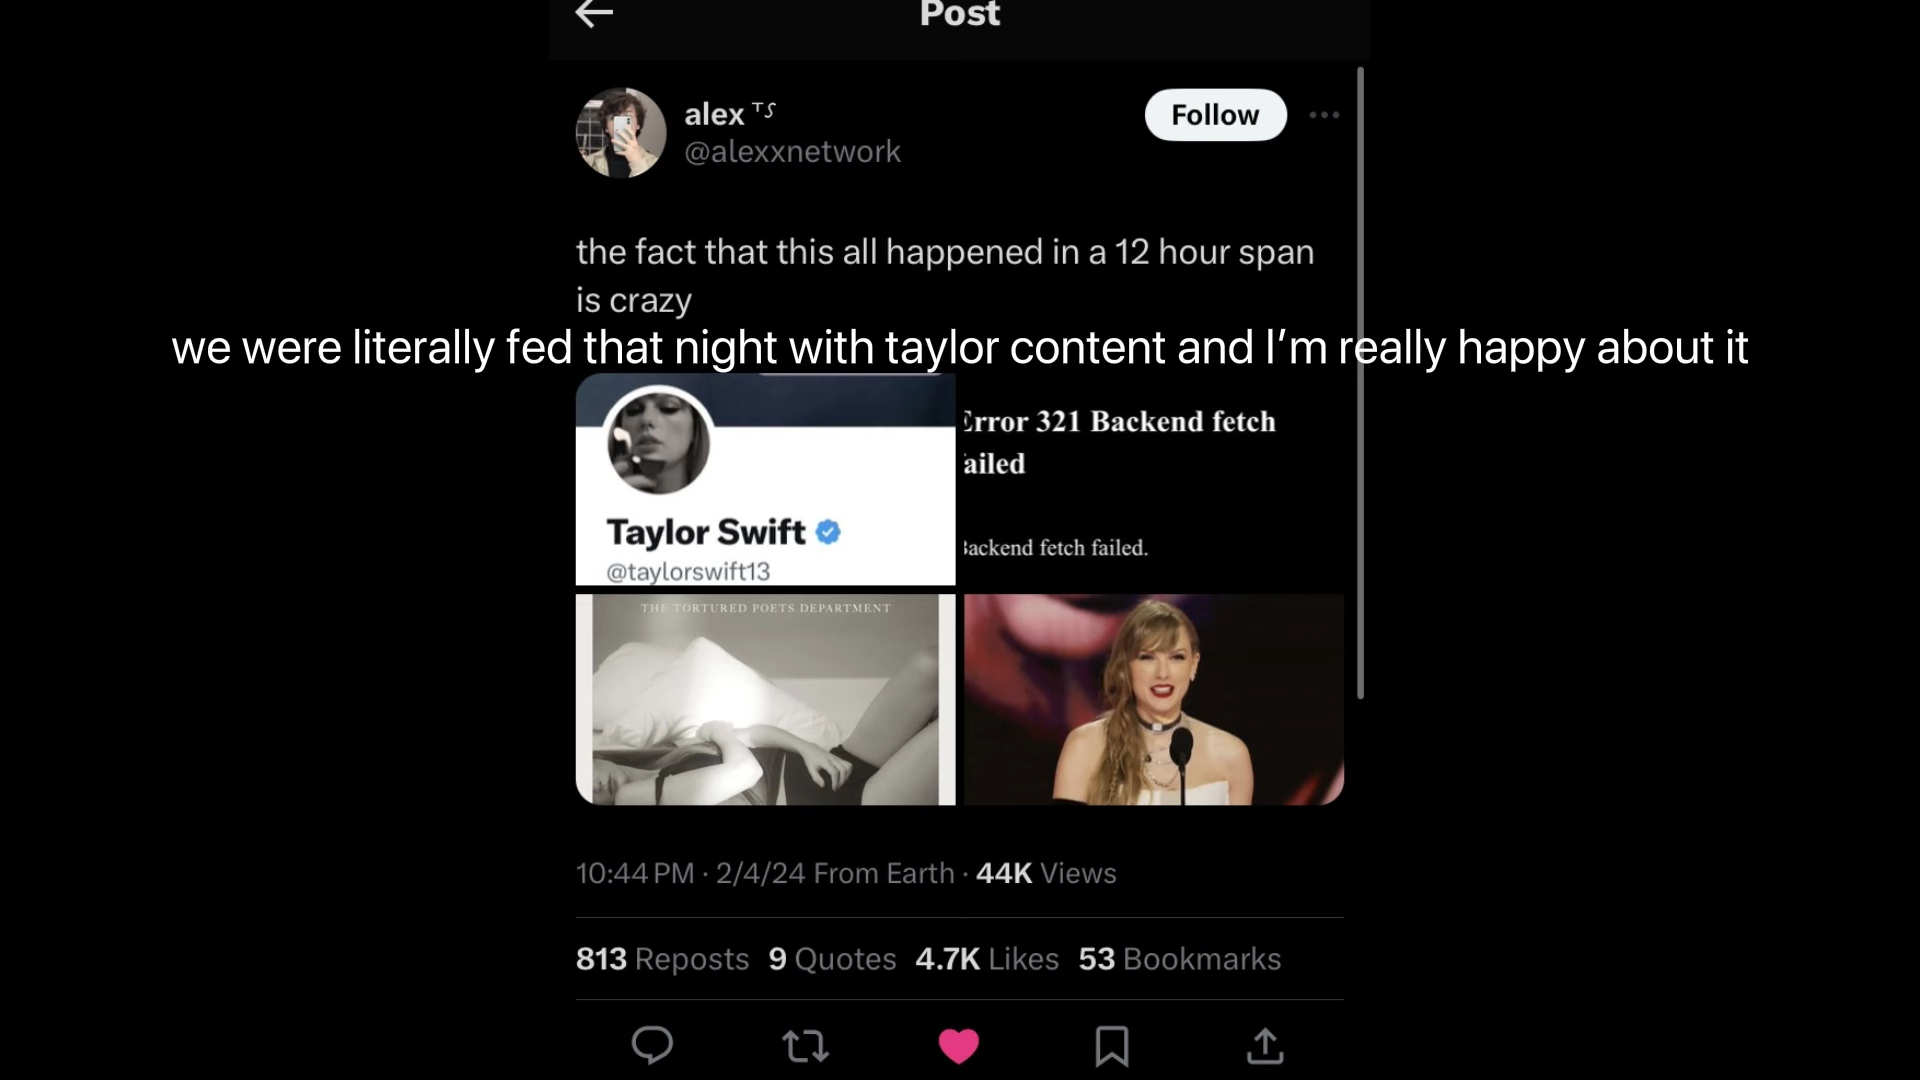 Post
alex ᵀˢ
@alexxnetwork
Follow
the fact that this all happened in a 12 hour span
is crazy
we were literally fed that night with taylor content and I’m really happy about it
Taylor Swift
@taylorswift13
Error 321 Backend fetch
ailed
Backend fetch failed.
THE TORTURED POETS DEPARTMENT
10:44 PM · 2/4/24 From Earth · 44K Views
813 Reposts 9 Quotes 4.7K Likes 53 Bookmarks